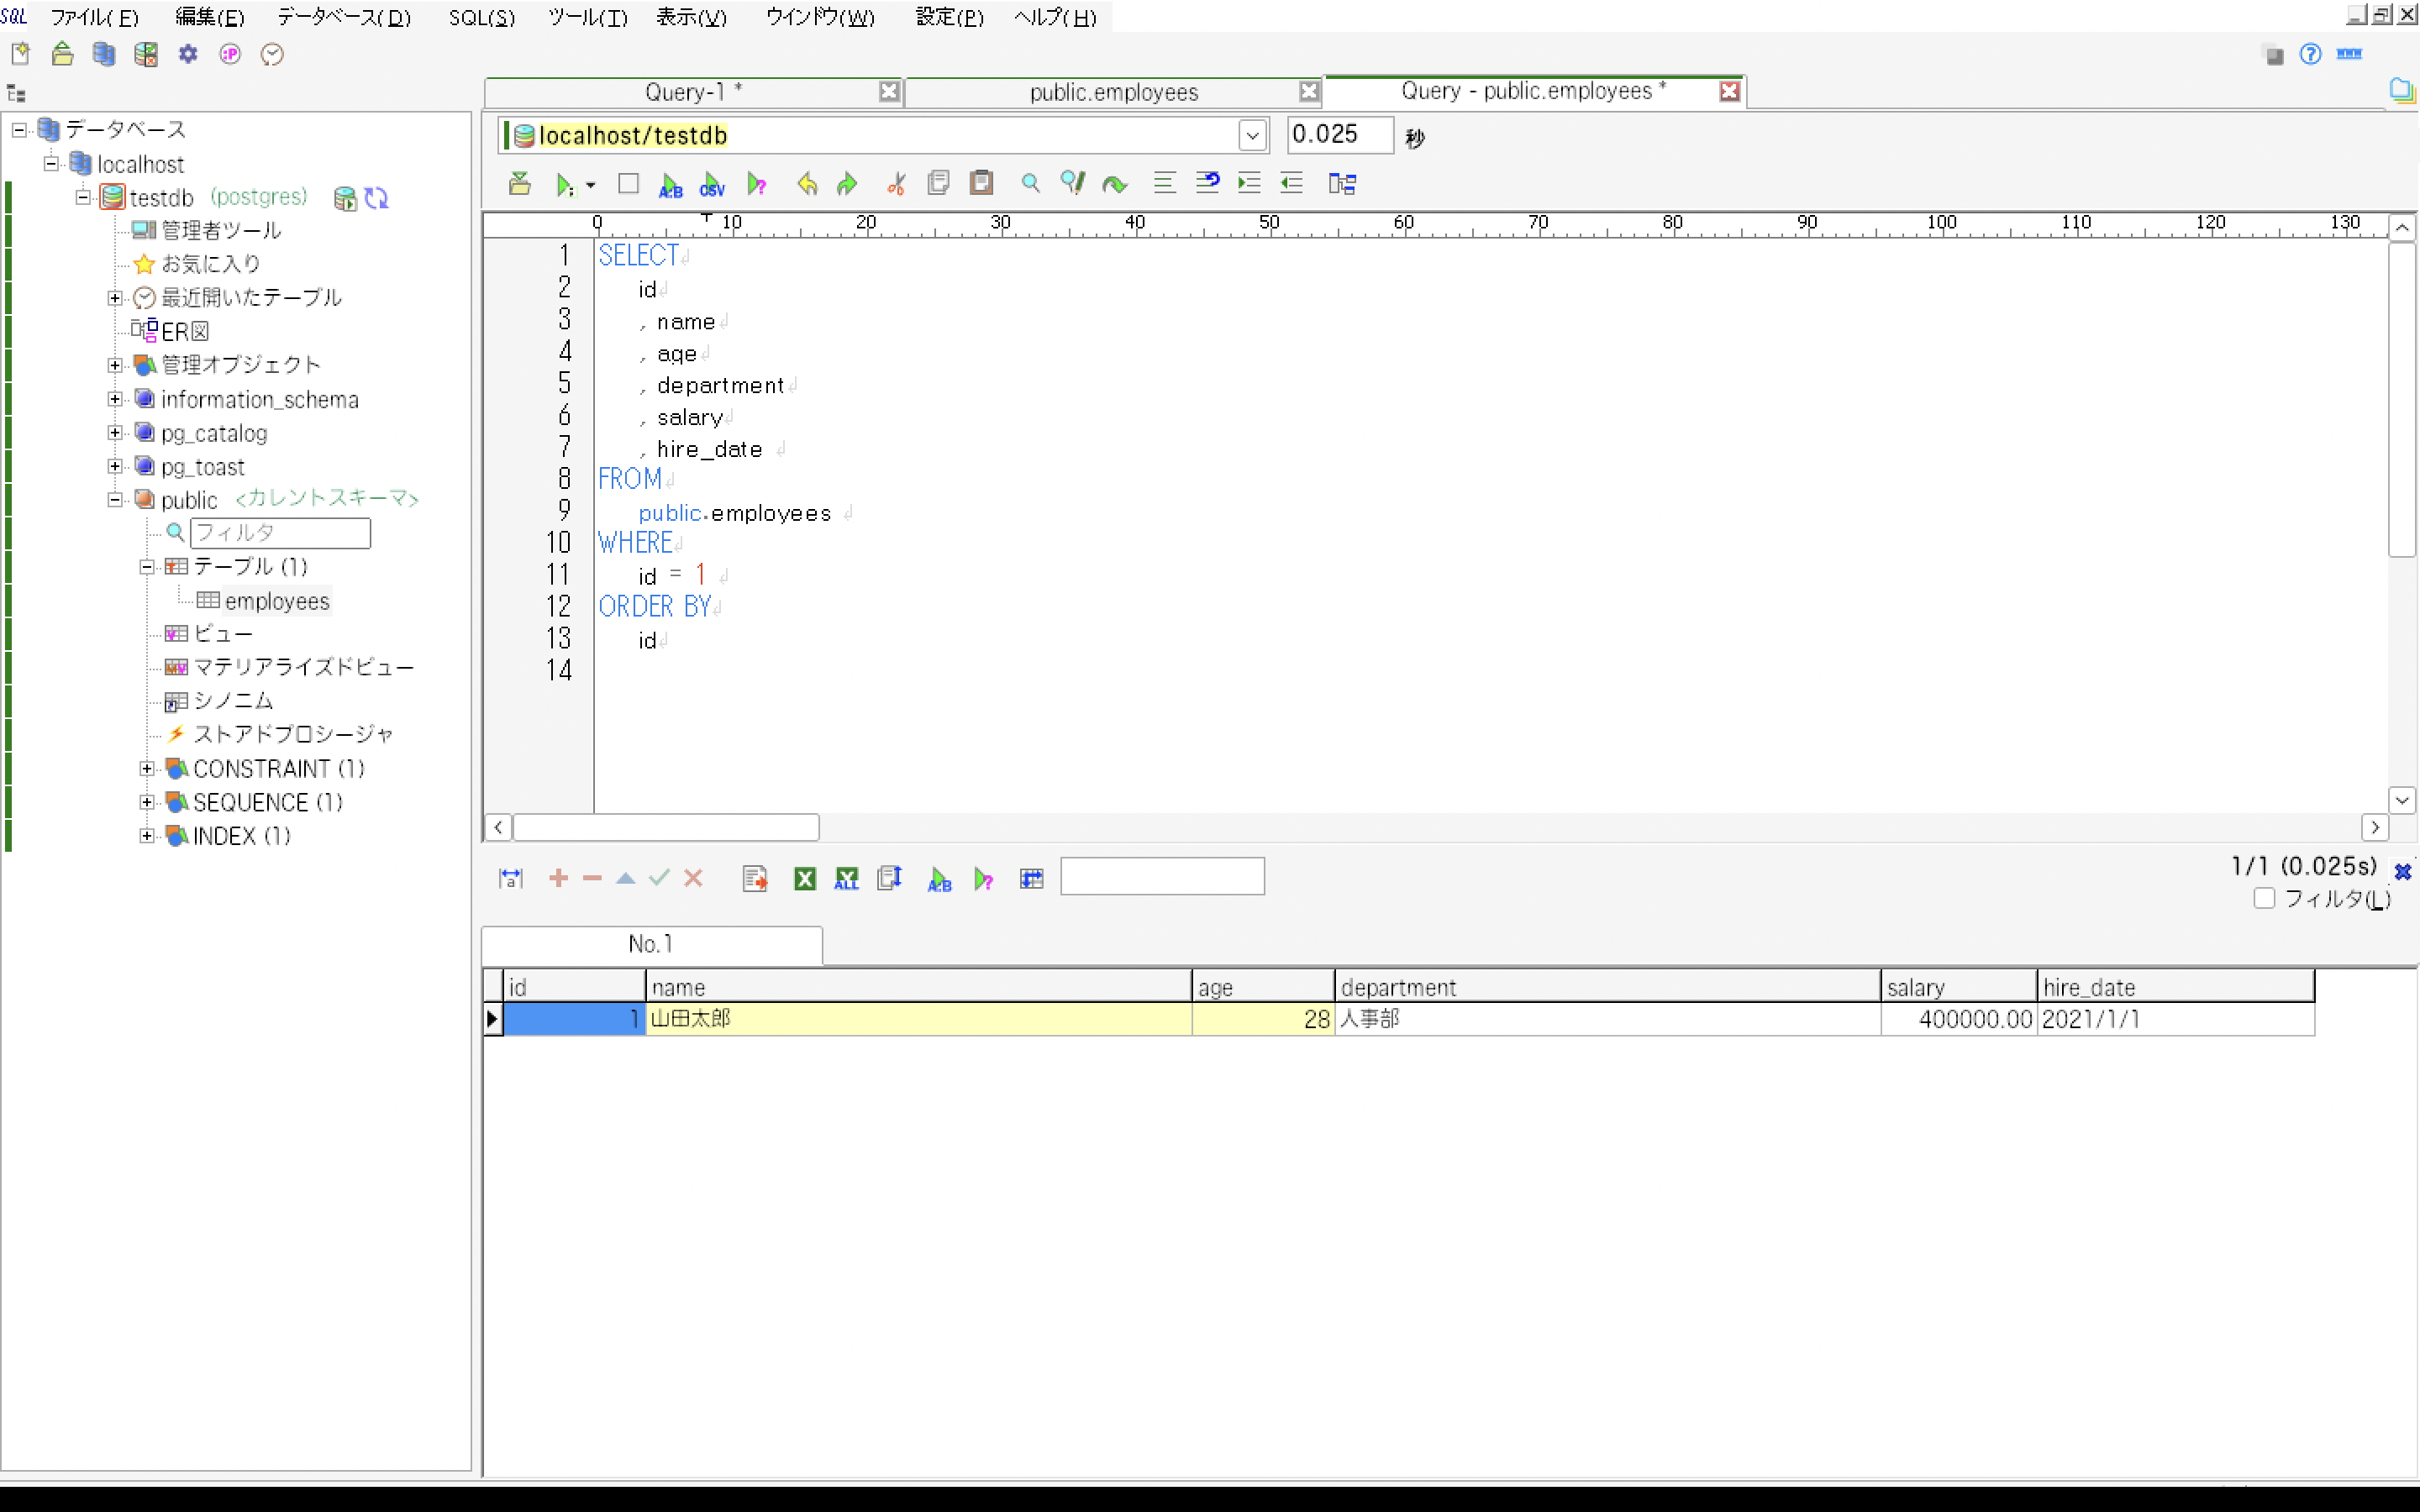 SQL ファイル(F) 編集(E) データベース(D) SQL(S) ツール(T) 表示(V) ウインドウ(W) 設定(P) ヘルプ(H)
Query-1 * public.employees Query - public.employees *
データベース
localhost
testdb (postgres)
管理者ツール
お気に入り
最近開いたテーブル
ER図
管理オブジェクト
information_schema
pg_catalog
pg_toast
public <カレントスキーマ>
フィルタ
テーブル (1)
employees
ビュー
マテリアライズドビュー
シノニム
ストアドプロシージャ
CONSTRAINT (1)
SEQUENCE (1)
INDEX (1)
localhost/testdb 0.025 秒
A:B CSV
0 10 20 30 40 50 60 70 80 90 100 110 120 130
1 SELECT
2 id
3 , name
4 , age
5 , department
6 , salary
7 , hire_date
8 FROM
9 public.employees
10 WHERE
11 id = 1
12 ORDER BY
13 id
14
ALL A:B
1/1 (0.025s)
フィルタ(L)
No.1
id name age department salary hire_date
1 山田太郎 28 人事部 400000.00 2021/1/1